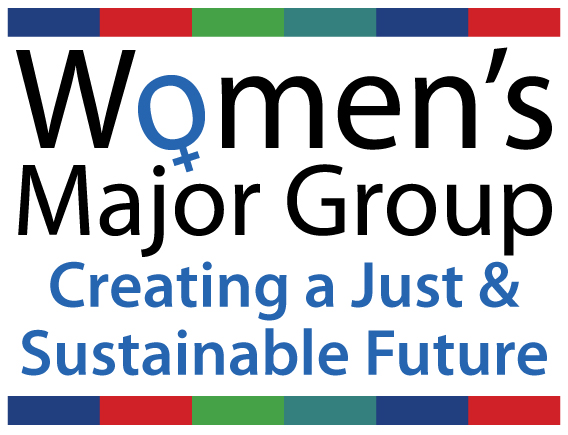 Women’s
Major Group
Creating a Just &
Sustainable Future